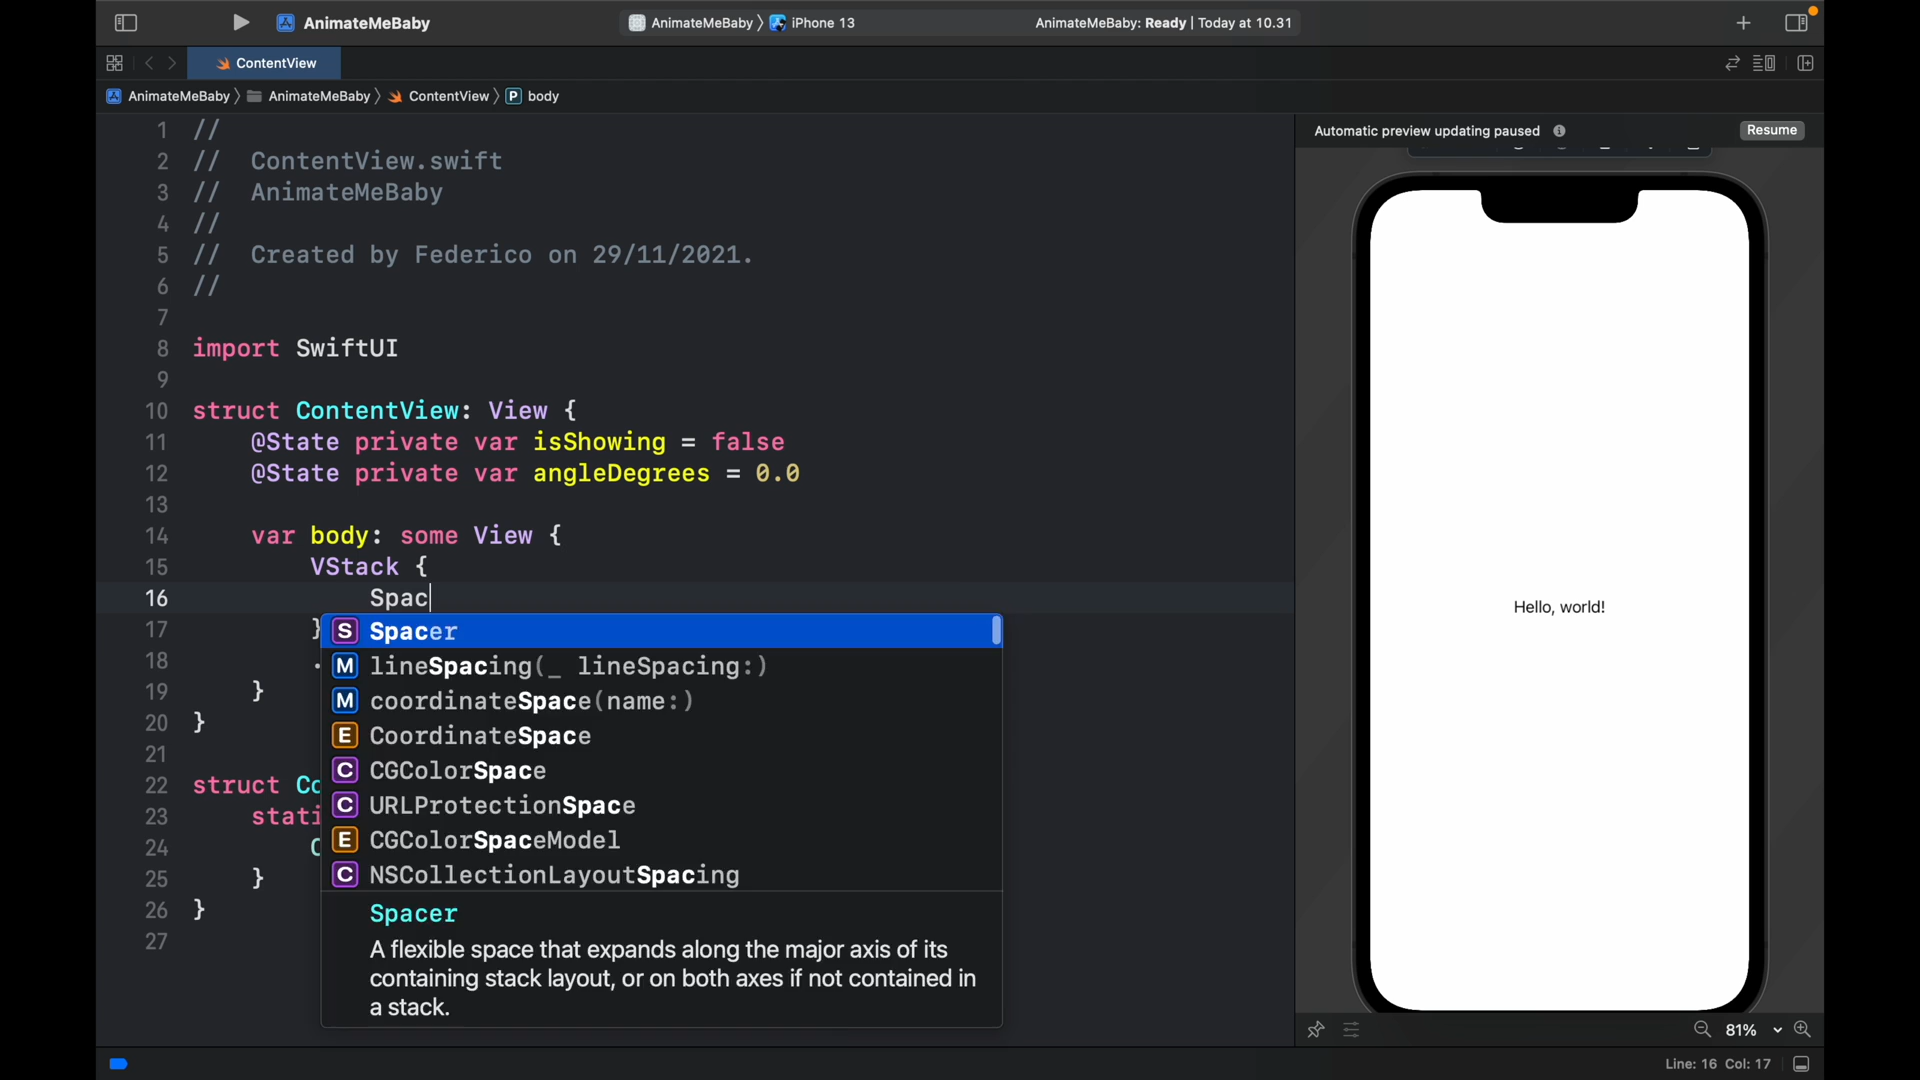 AnimateMeBaby
AnimateMeBaby 〉 iPhone 13
AnimateMeBaby: Ready | Today at 10.31
ContentView
AnimateMeBaby 〉 AnimateMeBaby 〉 ContentView 〉 P body
1 //
2 //  ContentView.swift
3 //  AnimateMeBaby
4 //
5 //  Created by Federico on 29/11/2021.
6 //
7
8 import SwiftUI
9
10 struct ContentView: View {
11     @State private var isShowing = false
12     @State private var angleDegrees = 0.0
13
14     var body: some View {
15         VStack {
16             Spac
17         }
18         .
19     }
20 }
21
22 struct Co
23     stati
24         C
25     }
26 }
27
S Spacer
M lineSpacing(_ lineSpacing:)
M coordinateSpace(name:)
E CoordinateSpace
C CGColorSpace
C URLProtectionSpace
E CGColorSpaceModel
C NSCollectionLayoutSpacing
Spacer
A flexible space that expands along the major axis of its
containing stack layout, or on both axes if not contained in
a stack.
Automatic preview updating paused
Resume
Hello, world!
81%
Line: 16 Col: 17